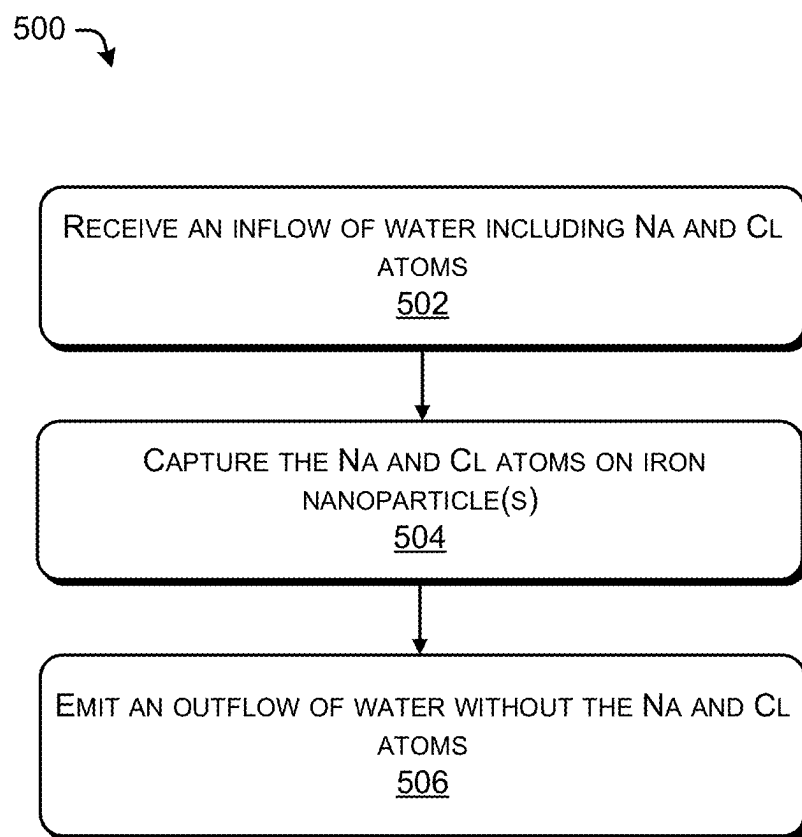 500
RECEIVE AN INFLOW OF WATER INCLUDING NA AND CL
ATOMS
502
CAPTURE THE NA AND CL ATOMS ON IRON
NANOPARTICLE(S)
504
EMIT AN OUTFLOW OF WATER WITHOUT THE NA AND CL
ATOMS
506